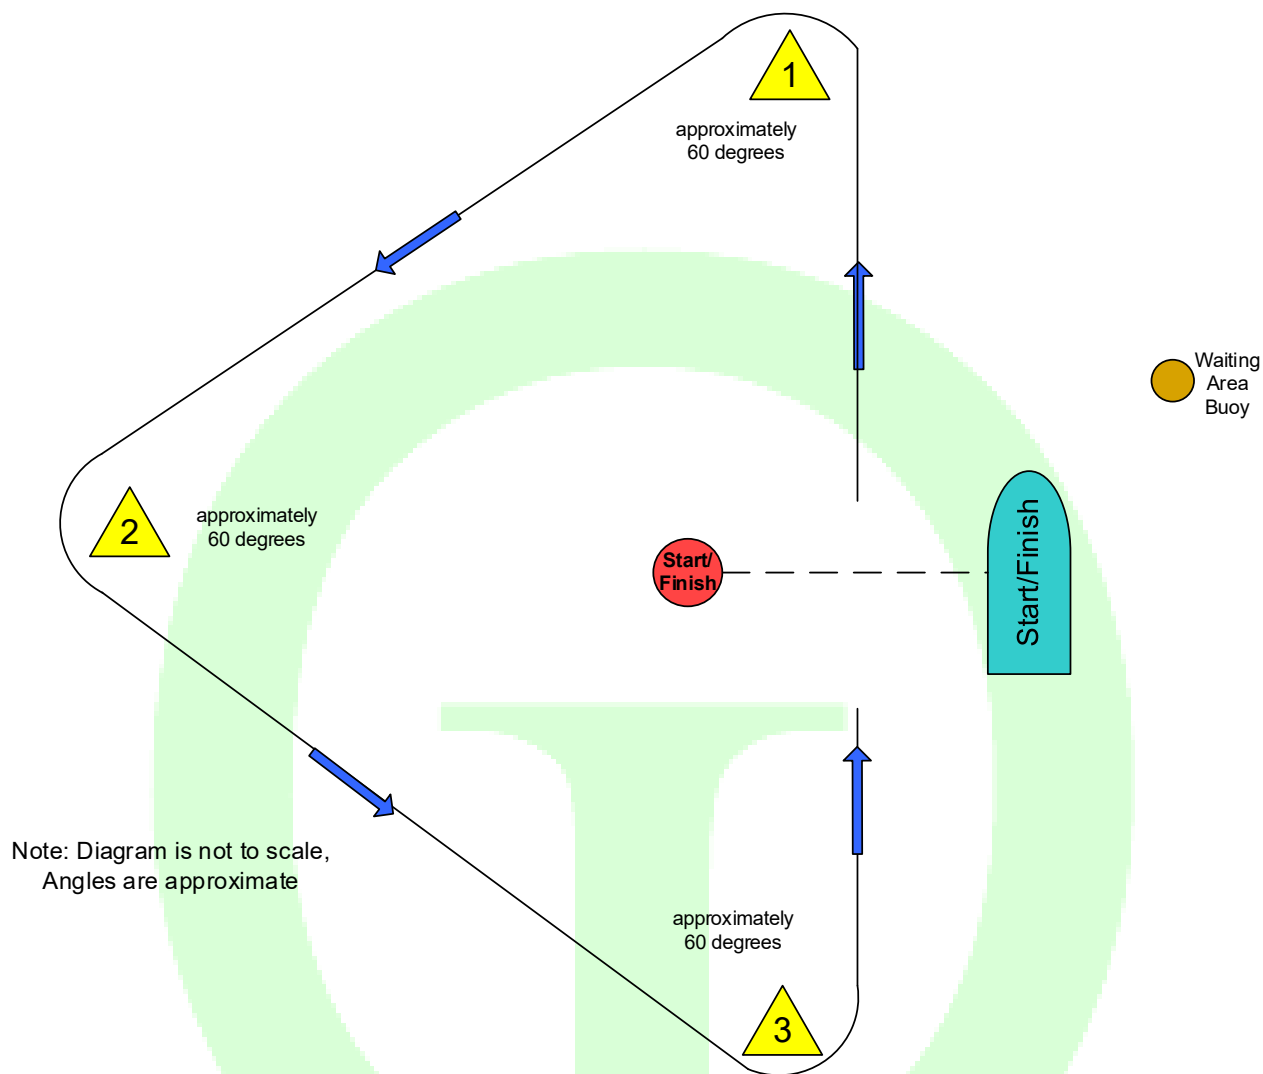 1
approximately
60 degrees
Waiting
Area
Buoy
2
approximately
60 degrees
Start/
Finish
Start/Finish
Note: Diagram is not to scale,
Angles are approximate
approximately
60 degrees
3